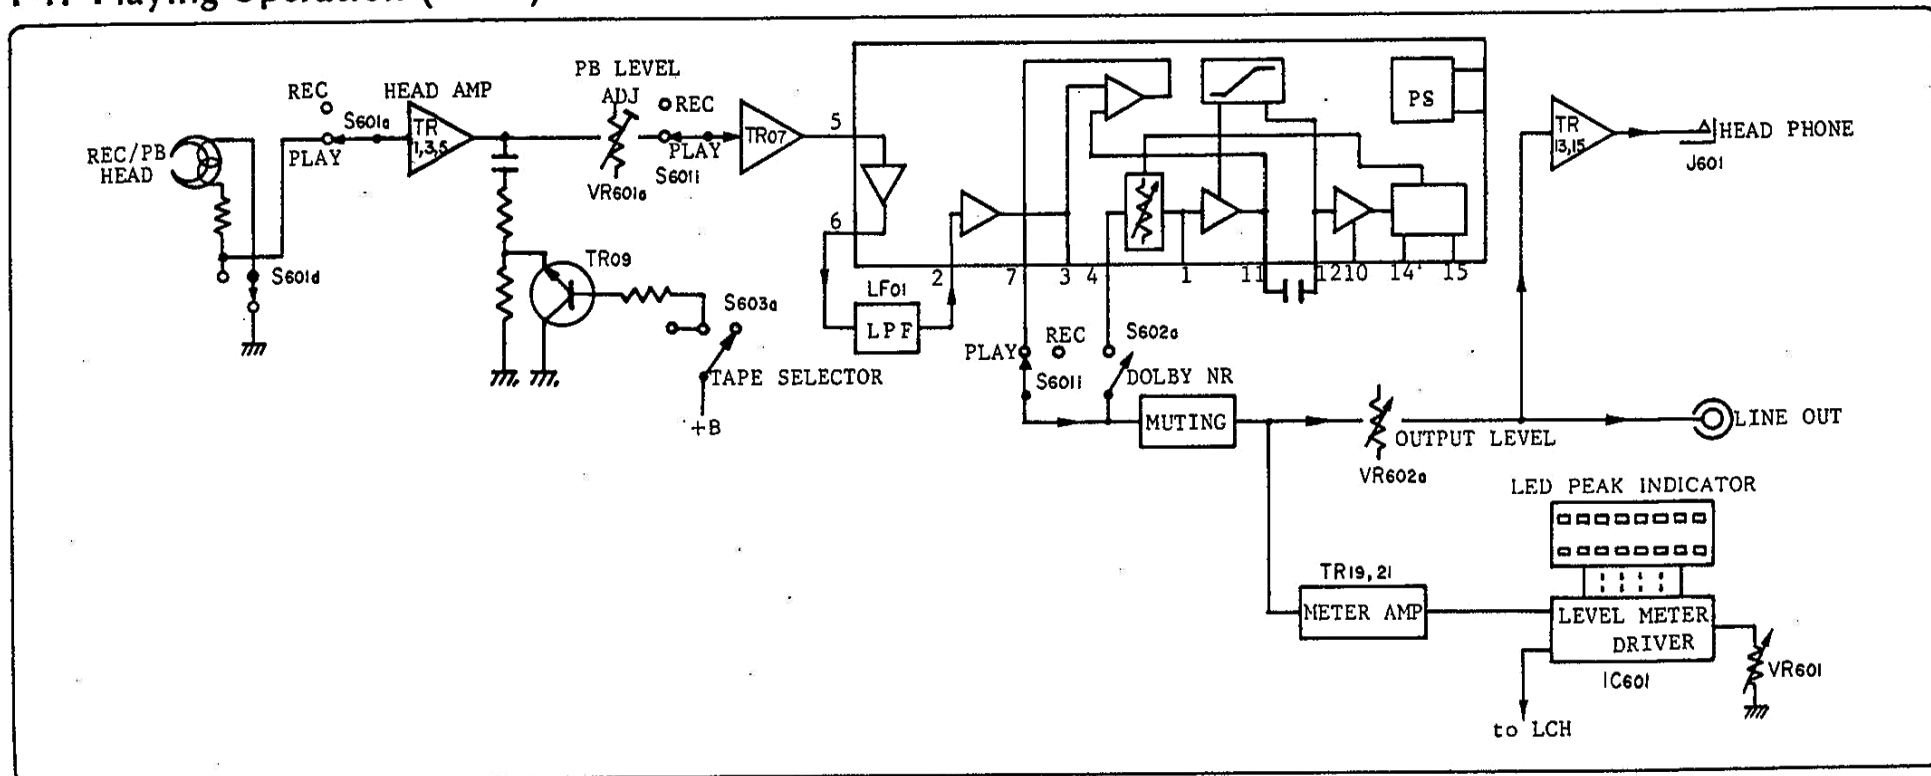 REC
S601a
PLAY
REC/PB
HEAD
S601d
HEAD AMP
TR
1,3,5
PB LEVEL
ADJ
REC
PLAY
S601i
VR601a
TR07
5
6
TR09
S603a
TAPE SELECTOR
+B
LF01
LPF
2
7
3
4
1
11
12
10
14
15
PS
PLAY
REC
S602a
S601i
DOLBY NR
MUTING
OUTPUT LEVEL
VR602a
TR
13,15
HEAD PHONE
J601
LINE OUT
LED PEAK INDICATOR
TR19,21
METER AMP
LEVEL METER
DRIVER
IC601
VR601
to LCH